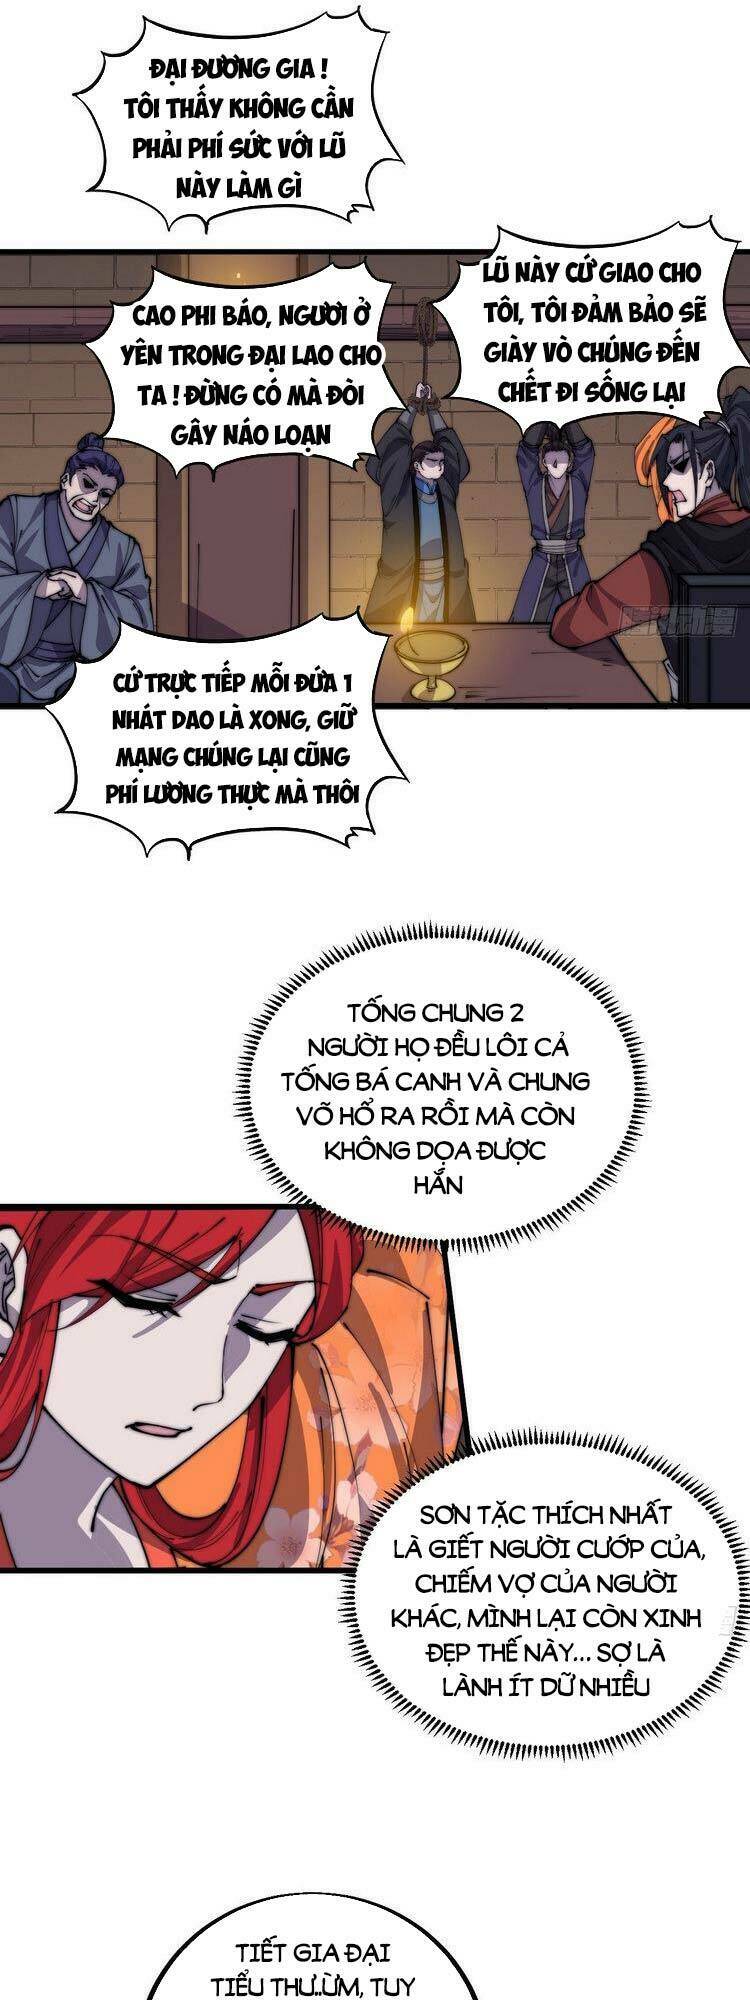 ĐẠI ĐƯƠNG GIA !
TÔI THẤY KHÔNG CẦN
PHẢI PHÍ SỨC VỚI LŨ
NÀY LÀM GÌ
LŨ NÀY CỨ GIAO CHO
TÔI, TÔI ĐẢM BẢO SẼ
GIÀY VÒ CHÚNG ĐẾN
CHẾT ĐI SỐNG LẠI
CAO PHI BÁO, NGƯƠI Ở
YÊN TRONG ĐẠI LAO CHO
TA ! ĐỪNG CÓ MÀ ĐÒI
GÂY NÁO LOẠN
CỨ TRỰC TIẾP MỖI ĐỨA 1
NHÁT DAO LÀ XONG, GIỮ
MẠNG CHÚNG LẠI CŨNG
PHÍ LƯƠNG THỰC MÀ THÔI
TỐNG CHUNG 2
NGƯỜI HỌ ĐỀU LÔI CẢ
TỐNG BÁ CANH VÀ CHUNG
VÕ HỔ RA RỒI MÀ CÒN
KHÔNG DỌA ĐƯỢC
HẮN
SƠN TẶC THÍCH NHẤT
LÀ GIẾT NGƯỜI CƯỚP CỦA,
CHIẾM VỢ CỦA NGƯỜI
KHÁC, MÌNH LẠI CÒN XINH
ĐẸP THẾ NÀY... SỢ LÀ
LÀNH ÍT DỮ NHIỀU
TIẾT GIA ĐẠI
TIỂU THƯ..ỪM, TUY